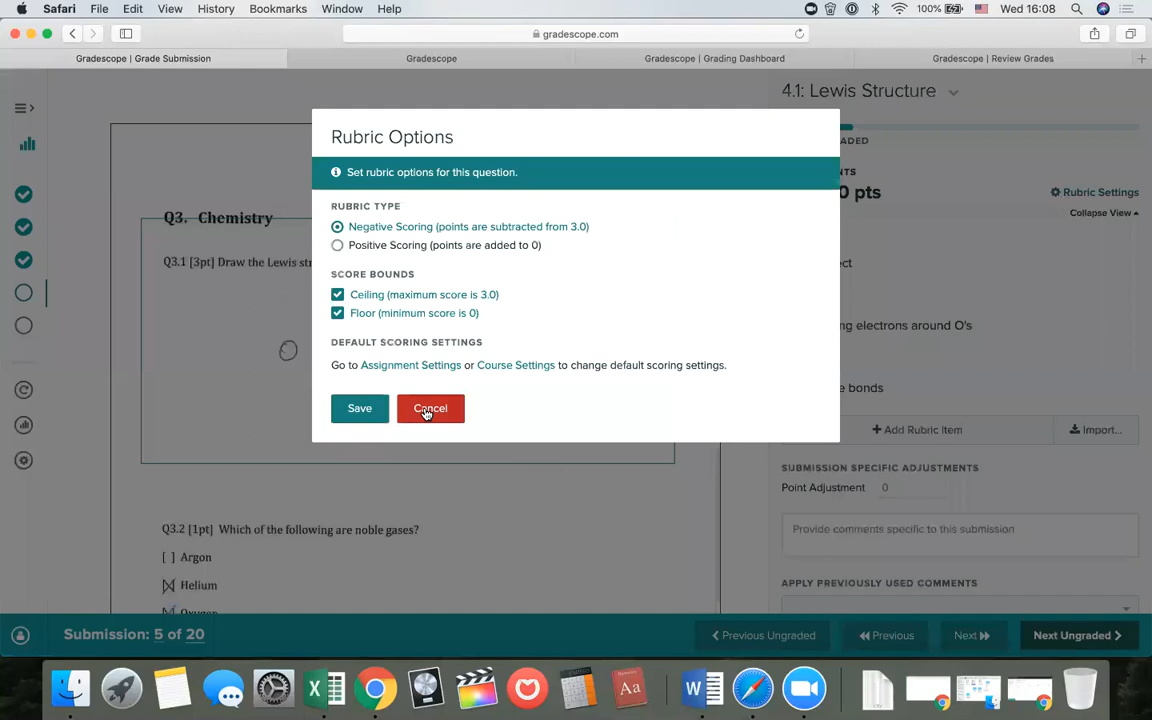 Safari File Edit View History Bookmarks Window Help
100% Wed 16:08
gradescope.com
Gradescope | Grade Submission
Gradescope
Gradescope | Grading Dashboard
Gradescope | Review Grades
4.1: Lewis Structure
ADED
NTS
0 pts
Rubric Settings
Collapse View
Rubric Options
Set rubric options for this question.
RUBRIC TYPE
Negative Scoring (points are subtracted from 3.0)
Positive Scoring (points are added to 0)
SCORE BOUNDS
Ceiling (maximum score is 3.0)
Floor (minimum score is 0)
DEFAULT SCORING SETTINGS
Go to Assignment Settings or Course Settings to change default scoring settings.
Save
Cancel
Q3. Chemistry
Q3.1 [3pt] Draw the Lewis str
ect
ng electrons around O's
e bonds
+ Add Rubric Item
Import...
SUBMISSION SPECIFIC ADJUSTMENTS
Point Adjustment 0
Provide comments specific to this submission
APPLY PREVIOUSLY USED COMMENTS
Q3.2 [1pt] Which of the following are noble gases?
[ ] Argon
Helium
Oxygen
Submission: 5 of 20
Previous Ungraded
Previous
Next
Next Ungraded